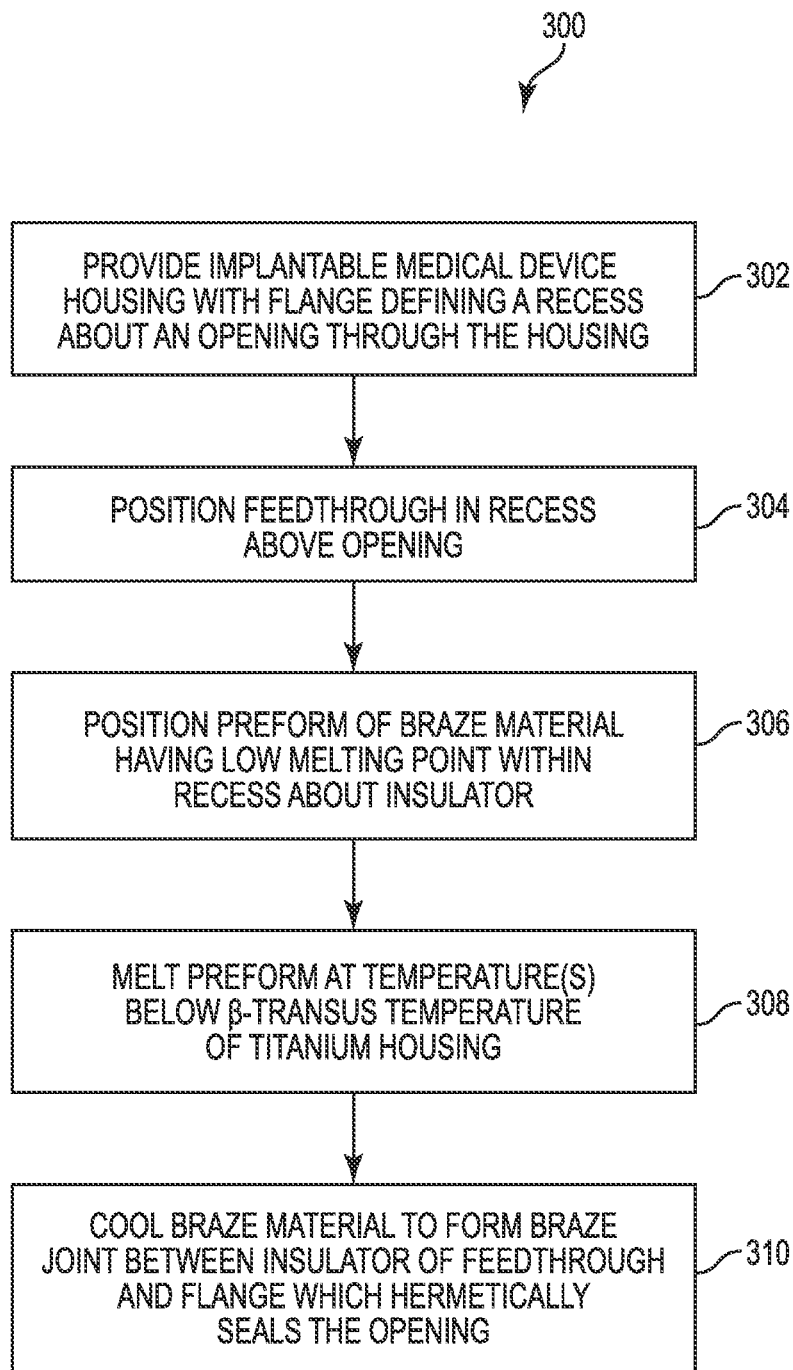 300
PROVIDE IMPLANTABLE MEDICAL DEVICE
HOUSING WITH FLANGE DEFINING A RECESS
ABOUT AN OPENING THROUGH THE HOUSING
302
POSITION FEEDTHROUGH IN RECESS
ABOVE OPENING
304
POSITION PREFORM OF BRAZE MATERIAL
HAVING LOW MELTING POINT WITHIN
RECESS ABOUT INSULATOR
306
MELT PREFORM AT TEMPERATURE(S)
BELOW β-TRANSUS TEMPERATURE
OF TITANIUM HOUSING
308
COOL BRAZE MATERIAL TO FORM BRAZE
JOINT BETWEEN INSULATOR OF FEEDTHROUGH
AND FLANGE WHICH HERMETICALLY
SEALS THE OPENING
310